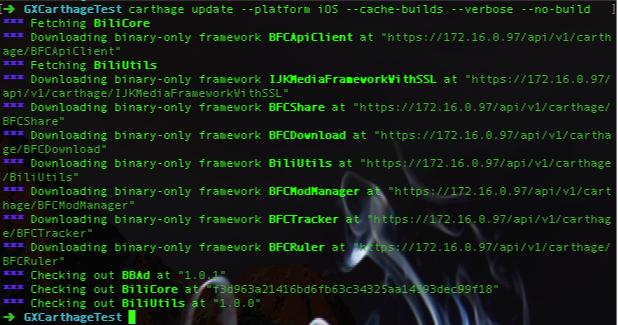 [➜ GXCarthageTest carthage update --platform iOS --cache-builds --verbose --no-build
*** Fetching BiliCore
*** Downloading binary-only framework BFCApiClient at "https://172.16.0.97/api/v1/carth
age/BFCApiClient"
*** Fetching BiliUtils
*** Downloading binary-only framework IJKMediaFrameworkWithSSL at "https://172.16.0.97/
api/v1/carthage/IJKMediaFrameworkWithSSL"
*** Downloading binary-only framework BFCShare at "https://172.16.0.97/api/v1/carthage/
BFCShare"
*** Downloading binary-only framework BFCDownload at "https://172.16.0.97/api/v1/cartha
ge/BFCDownload"
*** Downloading binary-only framework BiliUtils at "https://172.16.0.97/api/v1/carthage
/BiliUtils"
*** Downloading binary-only framework BFCModManager at "https://172.16.0.97/api/v1/cart
hage/BFCModManager"
*** Downloading binary-only framework BFCTracker at "https://172.16.0.97/api/v1/carthag
e/BFCTracker"
*** Downloading binary-only framework BFCRuler at "https://172.16.0.97/api/v1/carthage/
BFCRuler"
*** Checking out BBAd at "1.0.1"
*** Checking out BiliCore at
*** Checking out BiliUtils at "1.0.0"
➜ GXCarthageTest